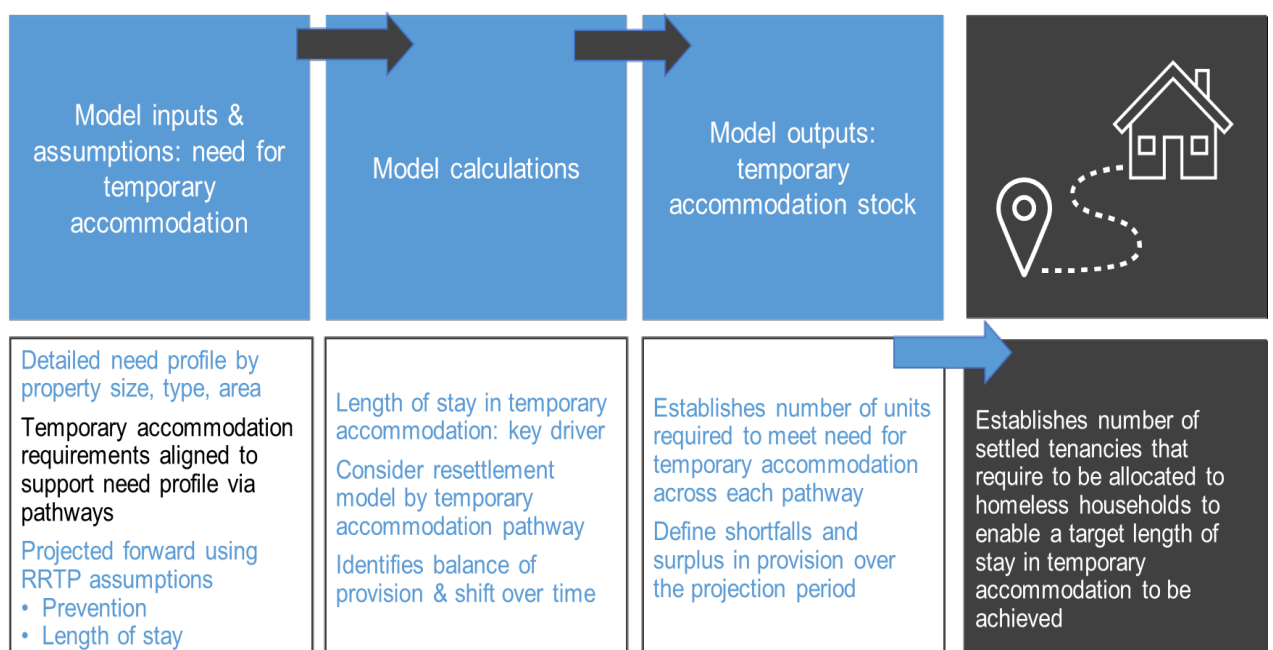 Model inputs &
assumptions: need for
temporary
accommodation
Model calculations
Model outputs:
temporary
accommodation stock
Detailed need profile by
property size, type, area
Temporary accommodation
requirements aligned to
support need profile via
pathways
Projected forward using
RRTP assumptions
• Prevention
• Length of stay
Length of stay in temporary
accommodation: key driver
Consider resettlement
model by temporary
accommodation pathway
Identifies balance of
provision & shift over time
Establishes number of units
required to meet need for
temporary accommodation
across each pathway
Define shortfalls and
surplus in provision over
the projection period
Establishes number of
settled tenancies that
require to be allocated to
homeless households to
enable a target length of
stay in temporary
accommodation to be
achieved